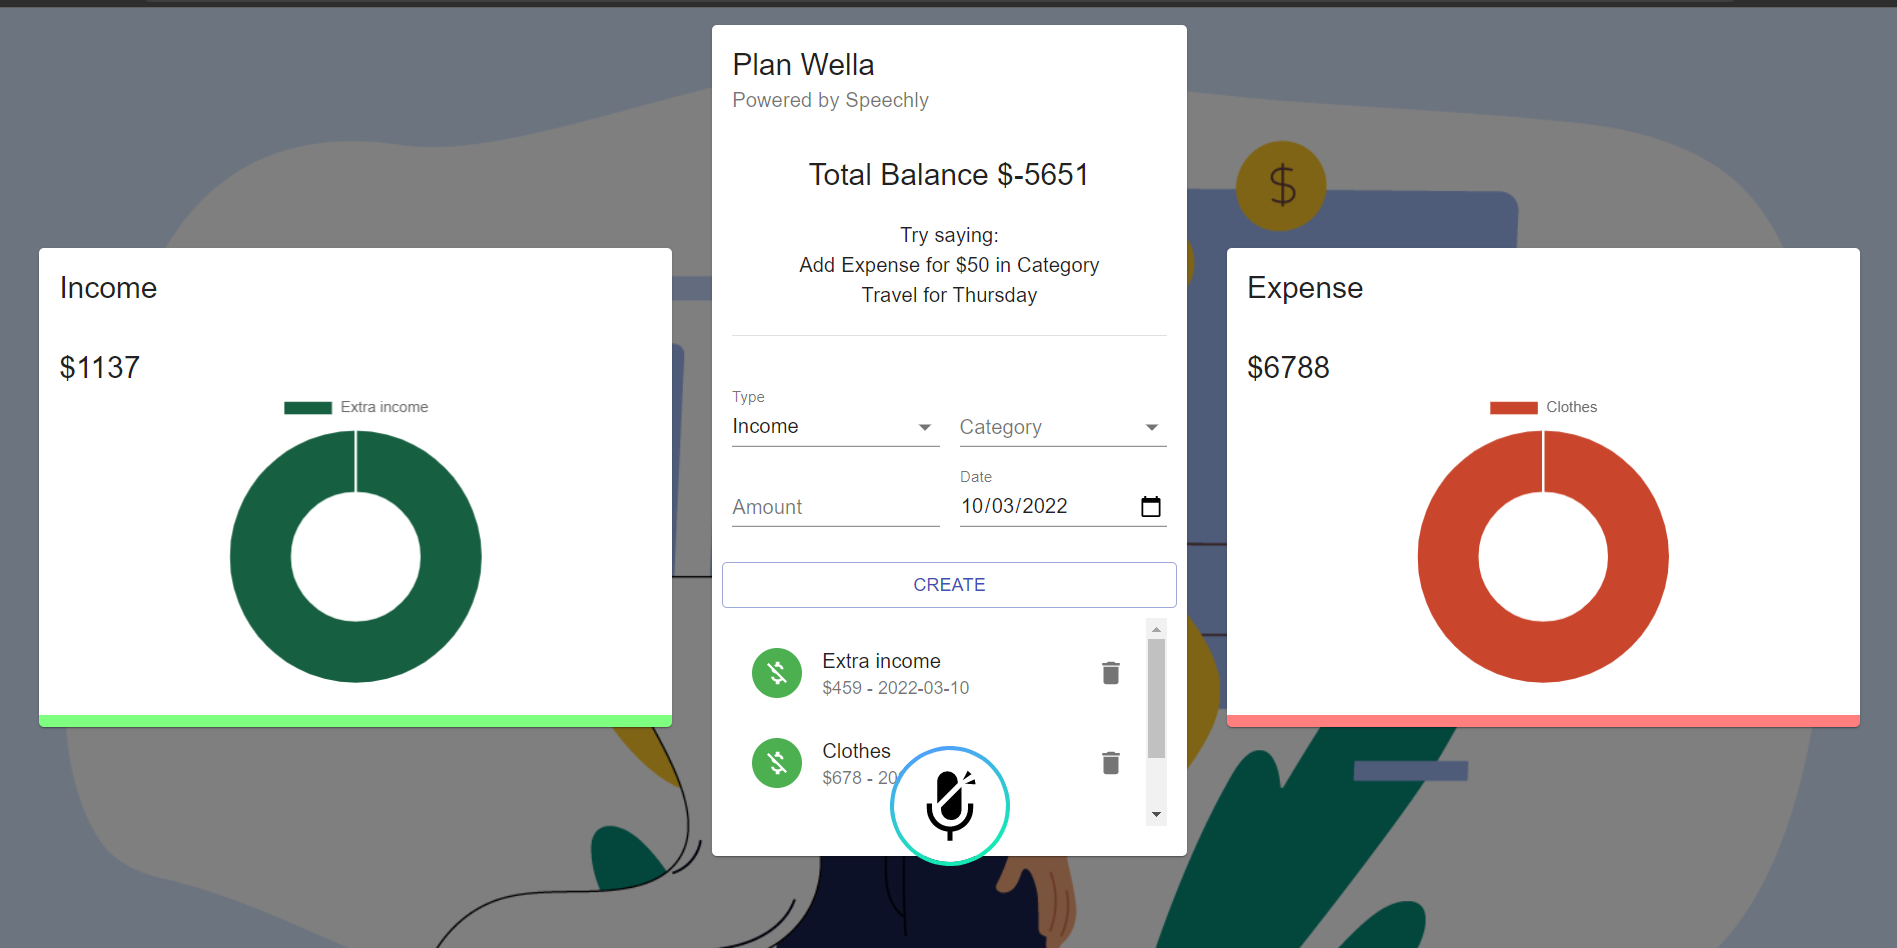 Plan Wella
Powered by Speechly
Total Balance $-5651
Try saying:
Add Expense for $50 in Category
Travel for Thursday
Income
$1137
Extra income
Type
Income
Category
Amount
Date
10/03/2022
CREATE
Extra income
$459 - 2022-03-10
Clothes
$678 -
Expense
$6788
Clothes
$